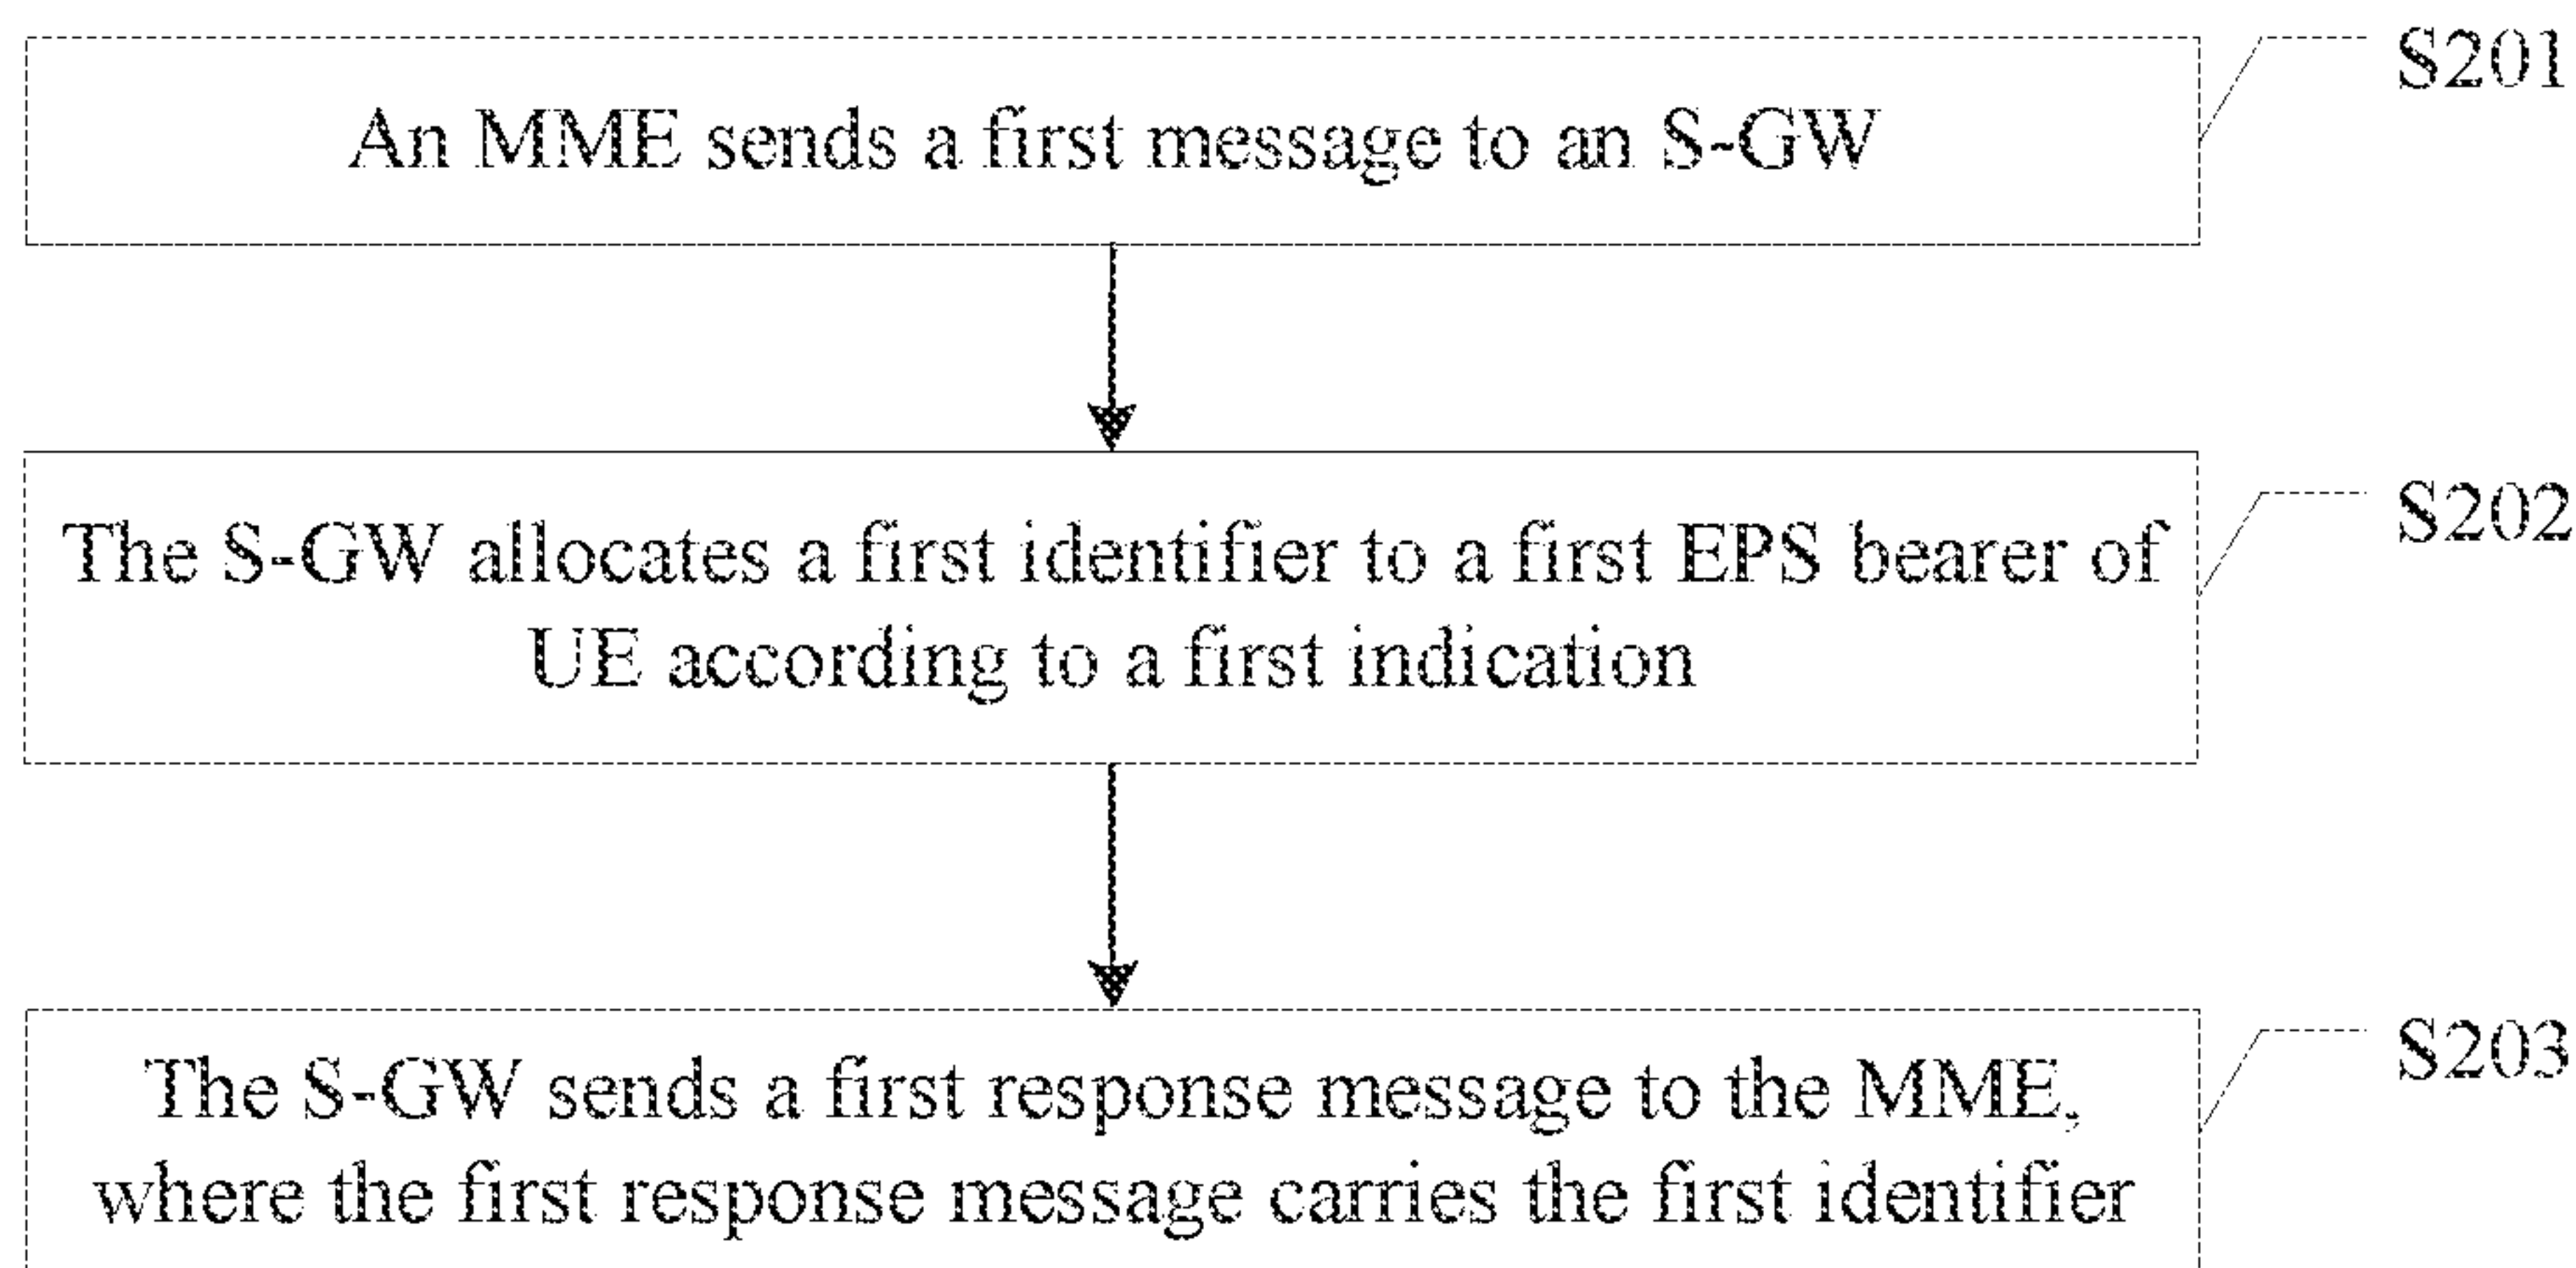 An MME sends a first message to an S-GW
S201
The S-GW allocates a first identifier to a first EPS bearer of
UE according to a first indication
S202
The S-GW sends a first response message to the MME,
where the first response message carries the first identifier
S203